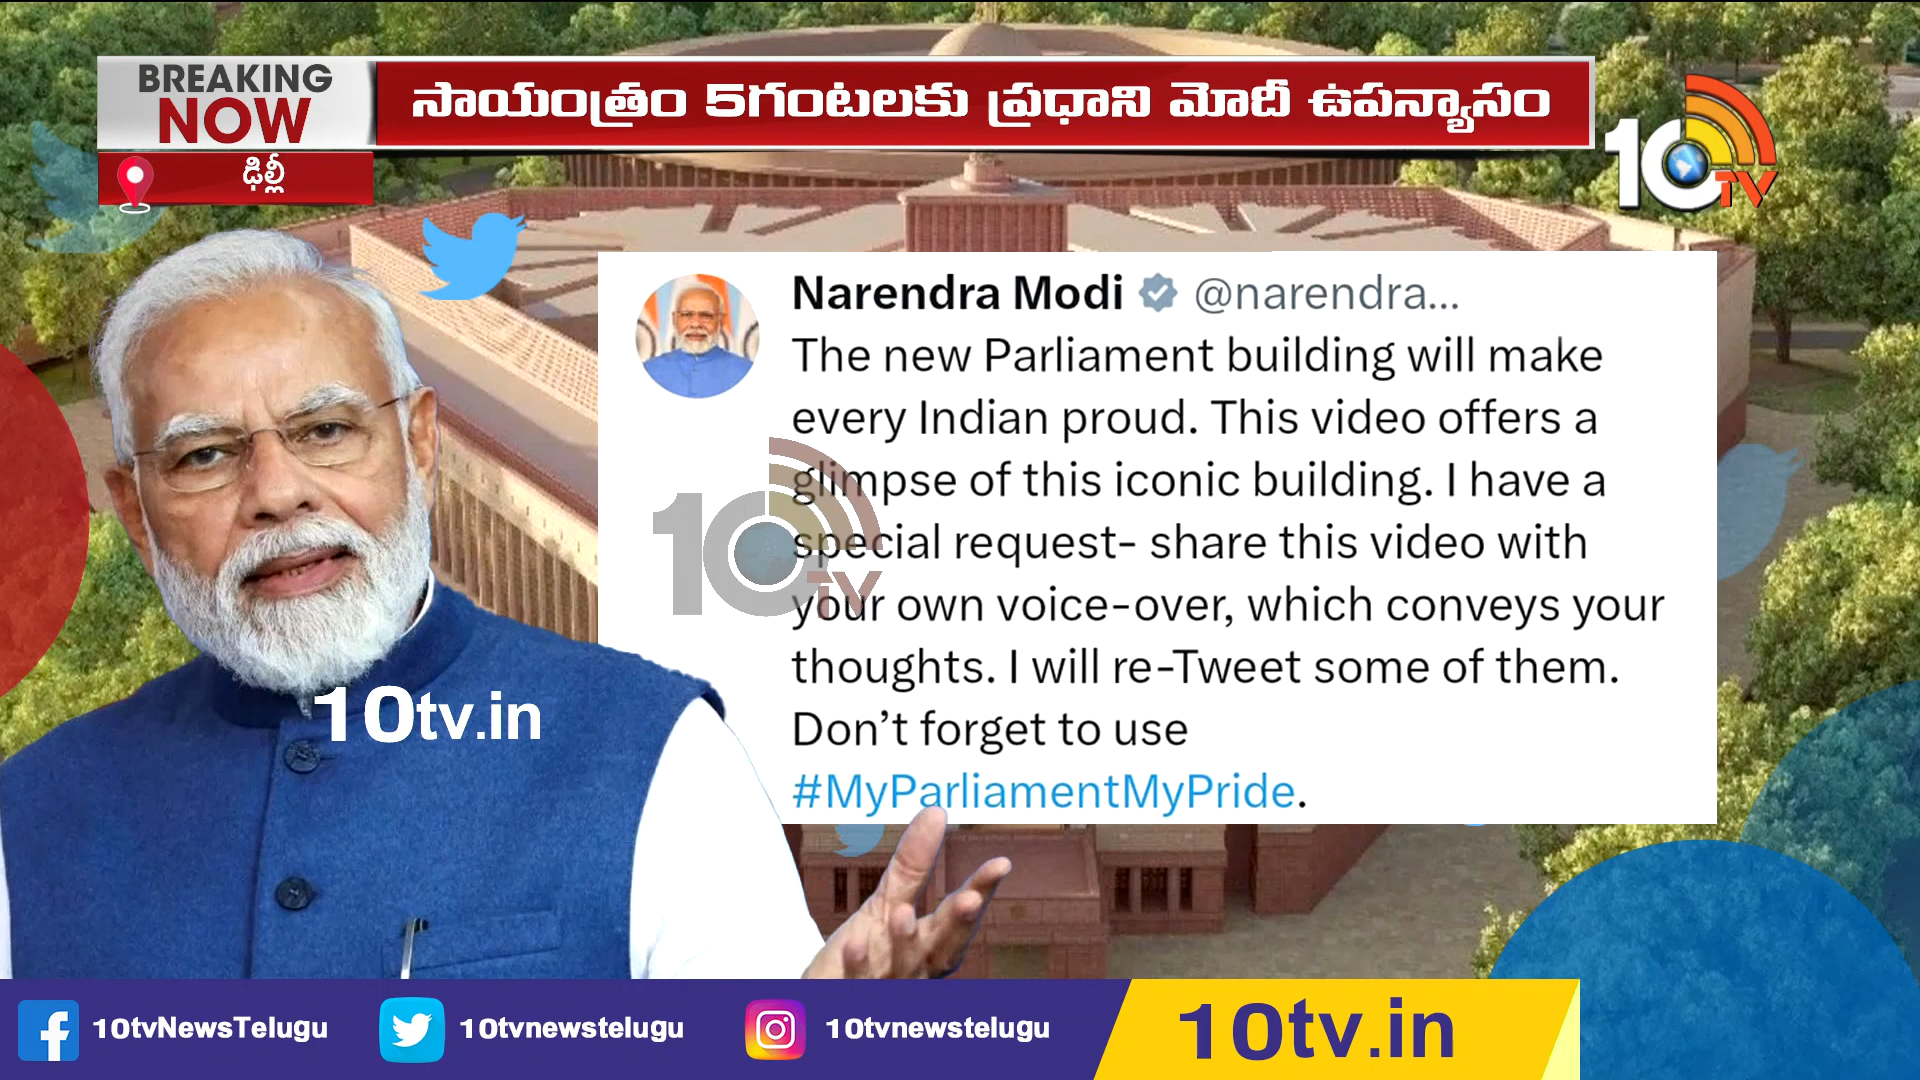 BREAKING
NOW
సాయంత్రం 5గంటలకు ప్రధాని మోదీ ఉపన్యాసం
ఢిల్లీ
10
TV
Narendra Modi @narendra...
The new Parliament building will make
every Indian proud. This video offers a
glimpse of this iconic building. I have a
special request- share this video with
your own voice-over, which conveys your
thoughts. I will re-Tweet some of them.
Don't forget to use
#MyParliamentMyPride.
10
TV
10tv.in
10tvNewsTelugu
10tvnewstelugu
10tvnewstelugu
10tv.in